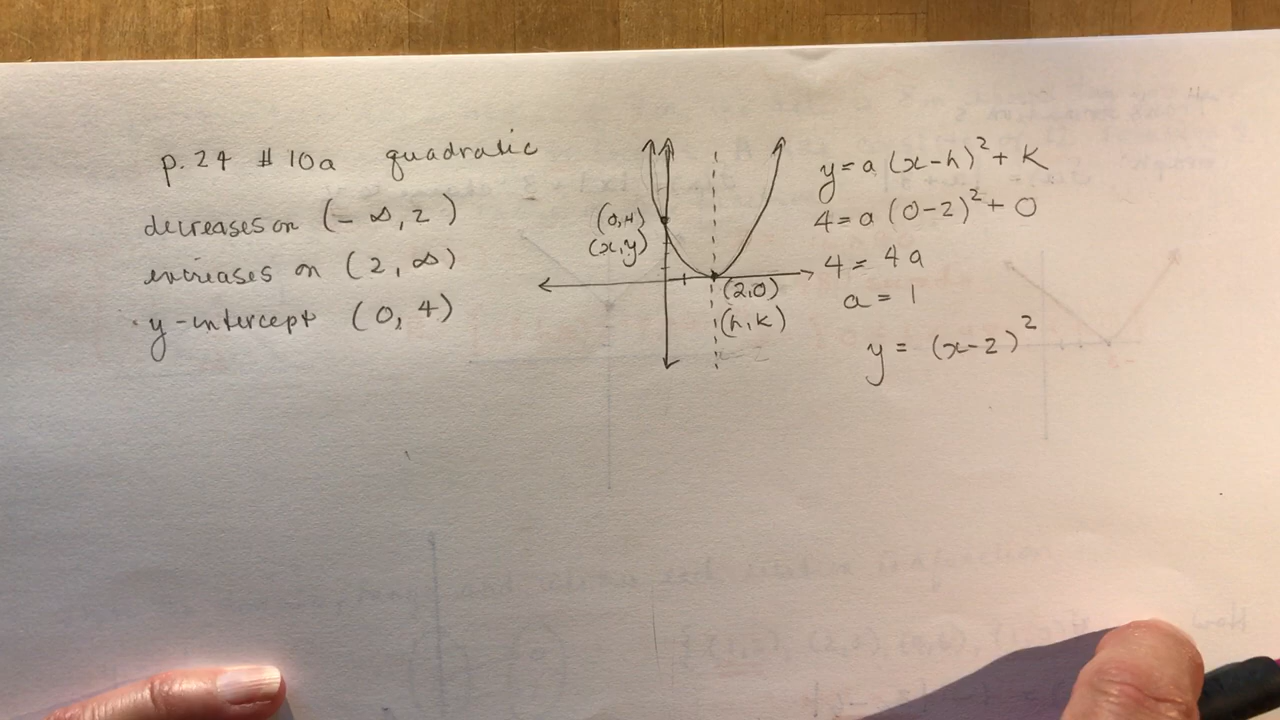 p. 24 # 10a quadratic
decreases on (-∞, 2)
increases on (2, ∞)
y-intercept (0, 4)
(0,4)
(x,y)
(2,0)
(h,k)
y = a (x-h)² + k
4 = a (0-2)² + 0
4 = 4a
a = 1
y = (x-2)²